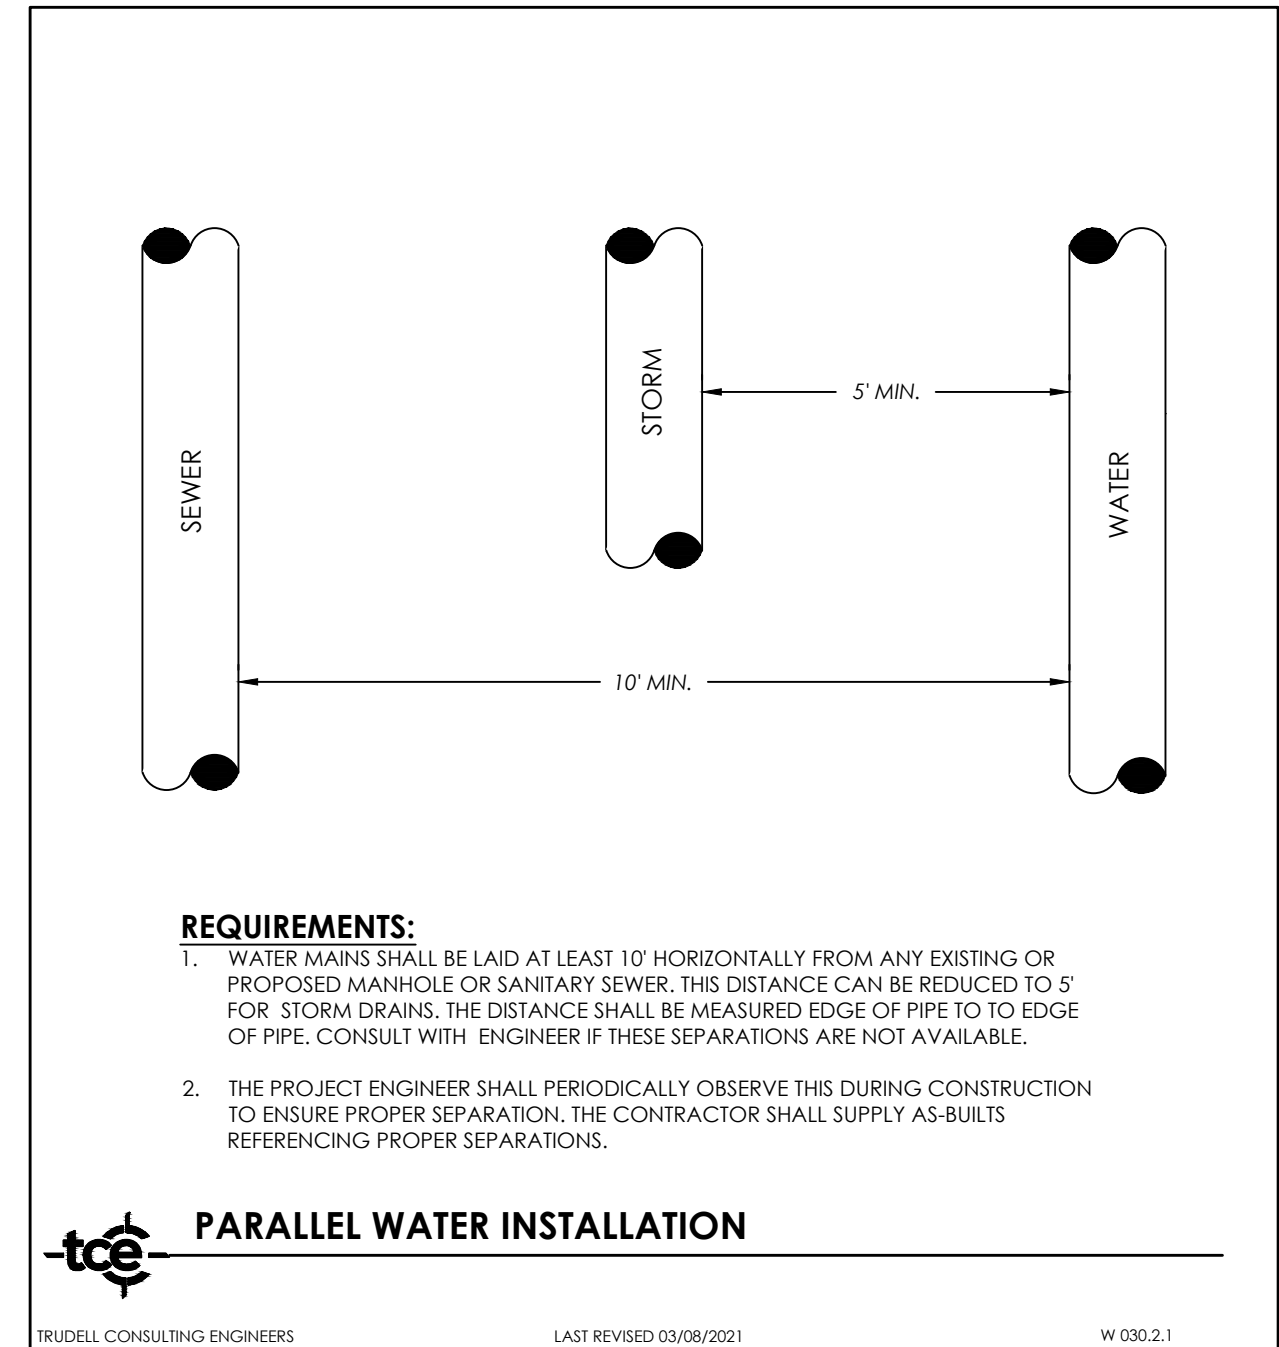 SEWER
STORM
WATER
5' MIN.
10' MIN.
REQUIREMENTS:
1. WATER MAINS SHALL BE LAID AT LEAST 10' HORIZONTALLY FROM ANY EXISTING OR
PROPOSED MANHOLE OR SANITARY SEWER. THIS DISTANCE CAN BE REDUCED TO 5'
FOR STORM DRAINS. THE DISTANCE SHALL BE MEASURED EDGE OF PIPE TO TO EDGE
OF PIPE. CONSULT WITH ENGINEER IF THESE SEPARATIONS ARE NOT AVAILABLE.
2. THE PROJECT ENGINEER SHALL PERIODICALLY OBSERVE THIS DURING CONSTRUCTION
TO ENSURE PROPER SEPARATION. THE CONTRACTOR SHALL SUPPLY AS-BUILTS
REFERENCING PROPER SEPARATIONS.
PARALLEL WATER INSTALLATION
tce
TRUDELL CONSULTING ENGINEERS
LAST REVISED 03/08/2021
W 030.2.1